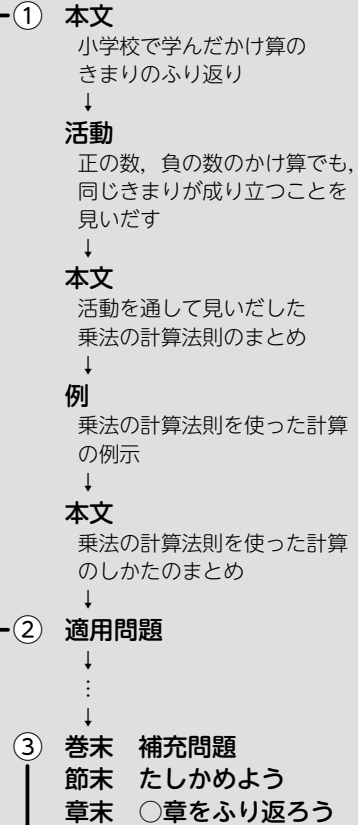 ① 本文
小学校で学んだかけ算の
きまりのふり返り
↓
活動
正の数，負の数のかけ算でも，
同じきまりが成り立つことを
見いだす
↓
本文
活動を通して見いだした
乗法の計算法則のまとめ
↓
例
乗法の計算法則を使った計算
の例示
↓
本文
乗法の計算法則を使った計算
のしかたのまとめ
↓
② 適用問題
↓
⋮
↓
③ 巻末　補充問題
節末　たしかめよう
章末　○章をふり返ろう